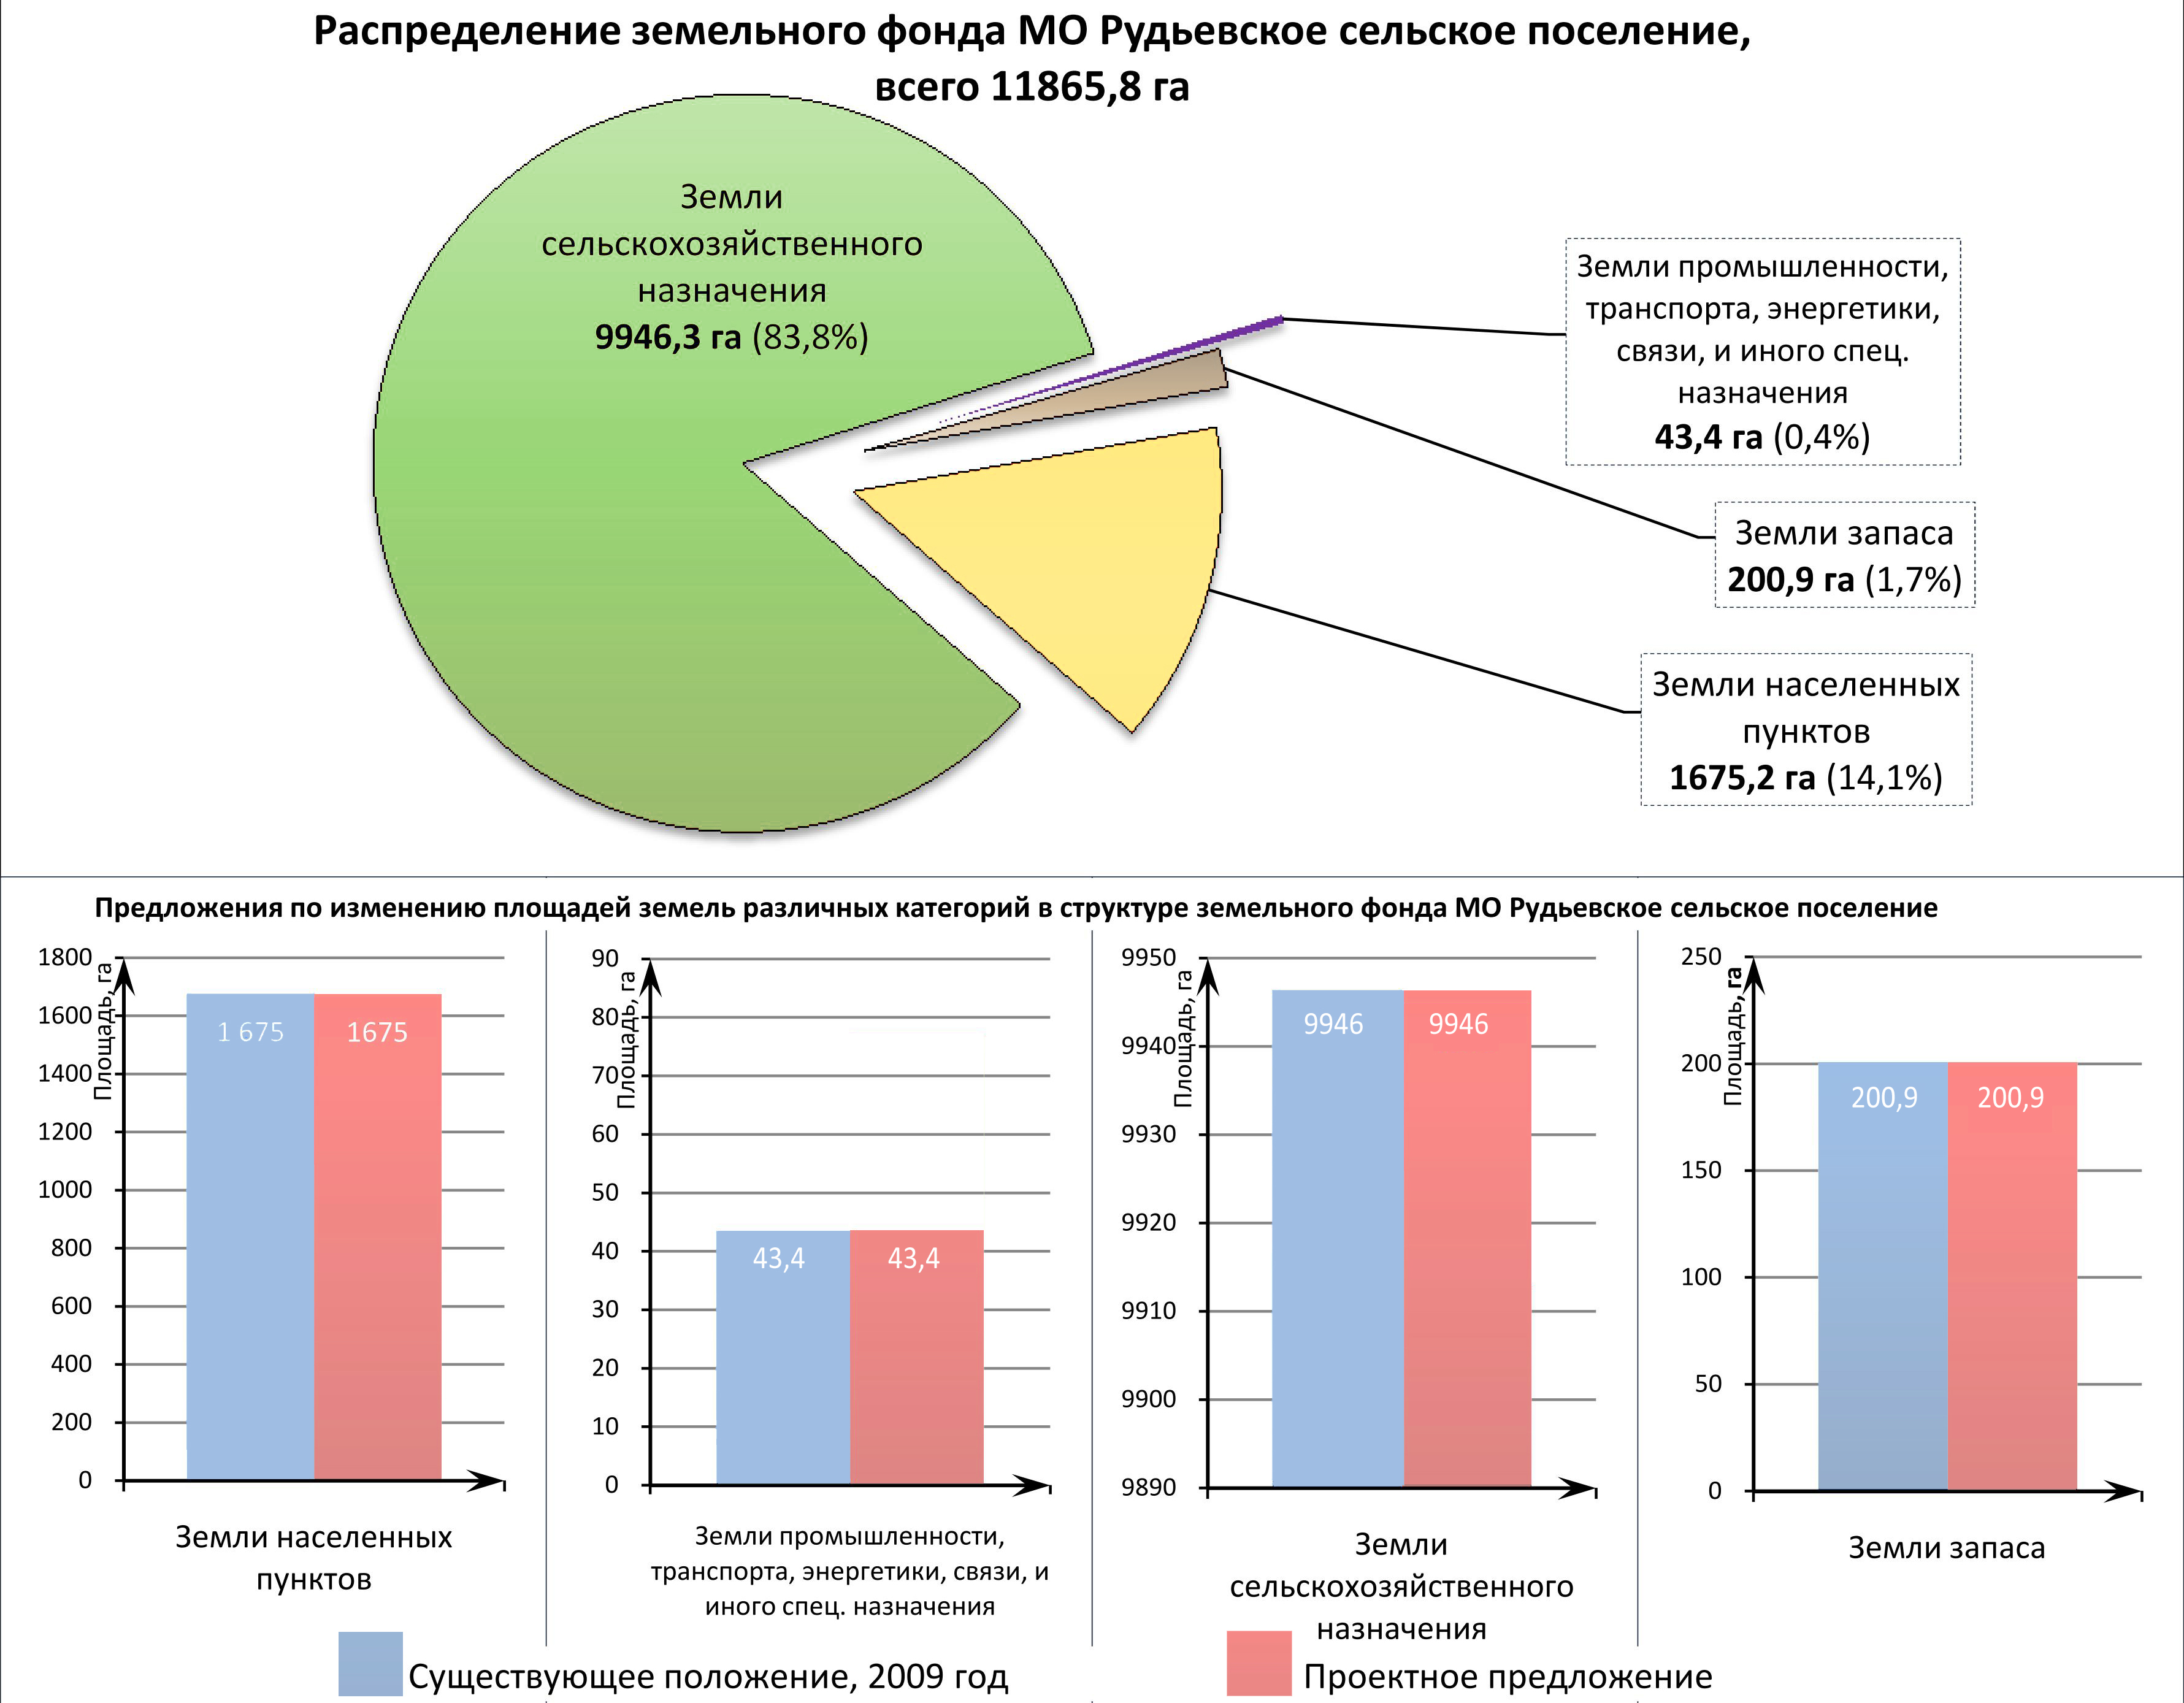 Распределение земельного фонда МО Рудьевское сельское поселение,
всего 11865,8 га
Земли
сельскохозяйственного
назначения
9946,3 га (83,8%)
Земли промышленности,
транспорта, энергетики,
связи, и иного спец.
назначения
43,4 га (0,4%)
Земли запаса
200,9 га (1,7%)
Земли населенных
пунктов
1675,2 га (14,1%)
Предложения по изменению площадей земель различных категорий в структуре земельного фонда МО Рудьевское сельское поселение
Площадь, га
1800
1600
1400
1200
1000
800
600
400
200
0
1 675
1675
Земли населенных
пунктов
Площадь, га
90
80
70
60
50
40
30
20
10
0
43,4
43,4
Земли промышленности,
транспорта, энергетики, связи, и
иного спец. назначения
Площадь, га
9950
9940
9930
9920
9910
9900
9890
9946
9946
Земли
сельскохозяйственного
назначения
Площадь, га
250
200
150
100
50
0
200,9
200,9
Земли запаса
Существующее положение, 2009 год
Проектное предложение